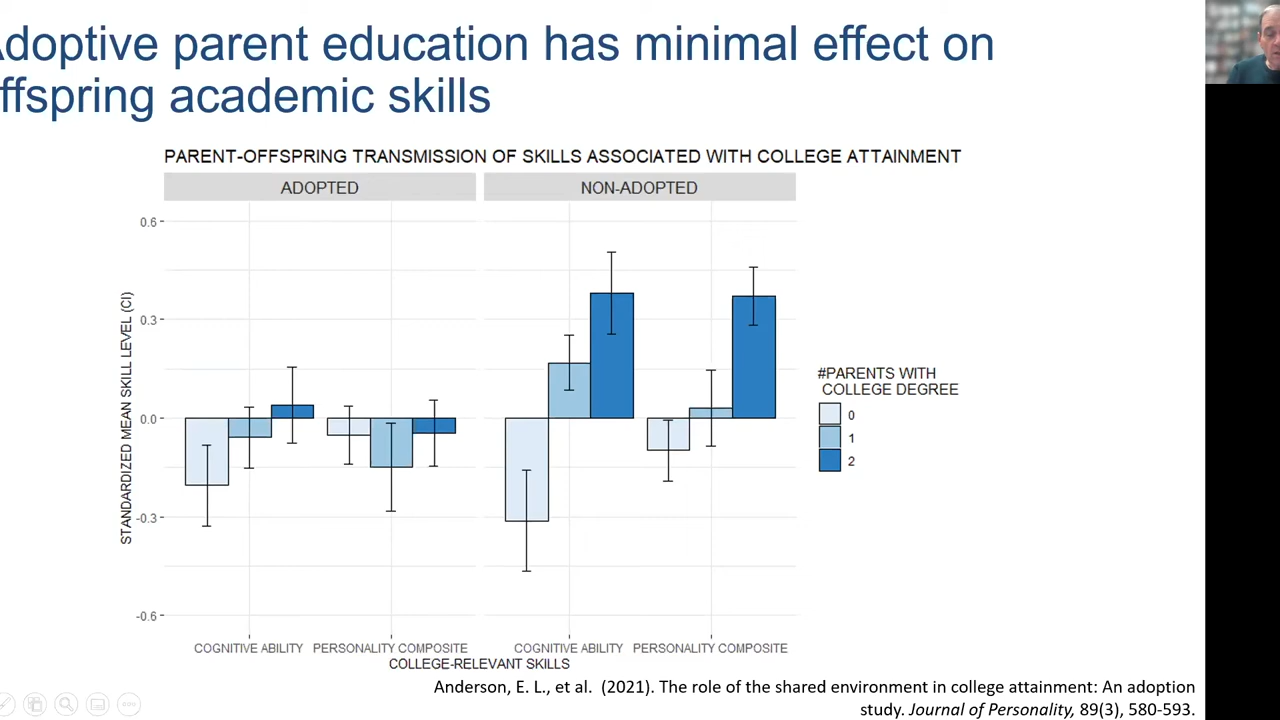 doptive parent education has minimal effect on
ffspring academic skills
PARENT-OFFSPRING TRANSMISSION OF SKILLS ASSOCIATED WITH COLLEGE ATTAINMENT
ADOPTED
NON-ADOPTED
STANDARDIZED MEAN SKILL LEVEL (CI)
0.6
0.3
0.0
-0.3
-0.6
COGNITIVE ABILITY
PERSONALITY COMPOSITE
COGNITIVE ABILITY
PERSONALITY COMPOSITE
COLLEGE-RELEVANT SKILLS
#PARENTS WITH
COLLEGE DEGREE
0
1
2
Anderson, E. L., et al. (2021). The role of the shared environment in college attainment: An adoption
study. Journal of Personality, 89(3), 580-593.